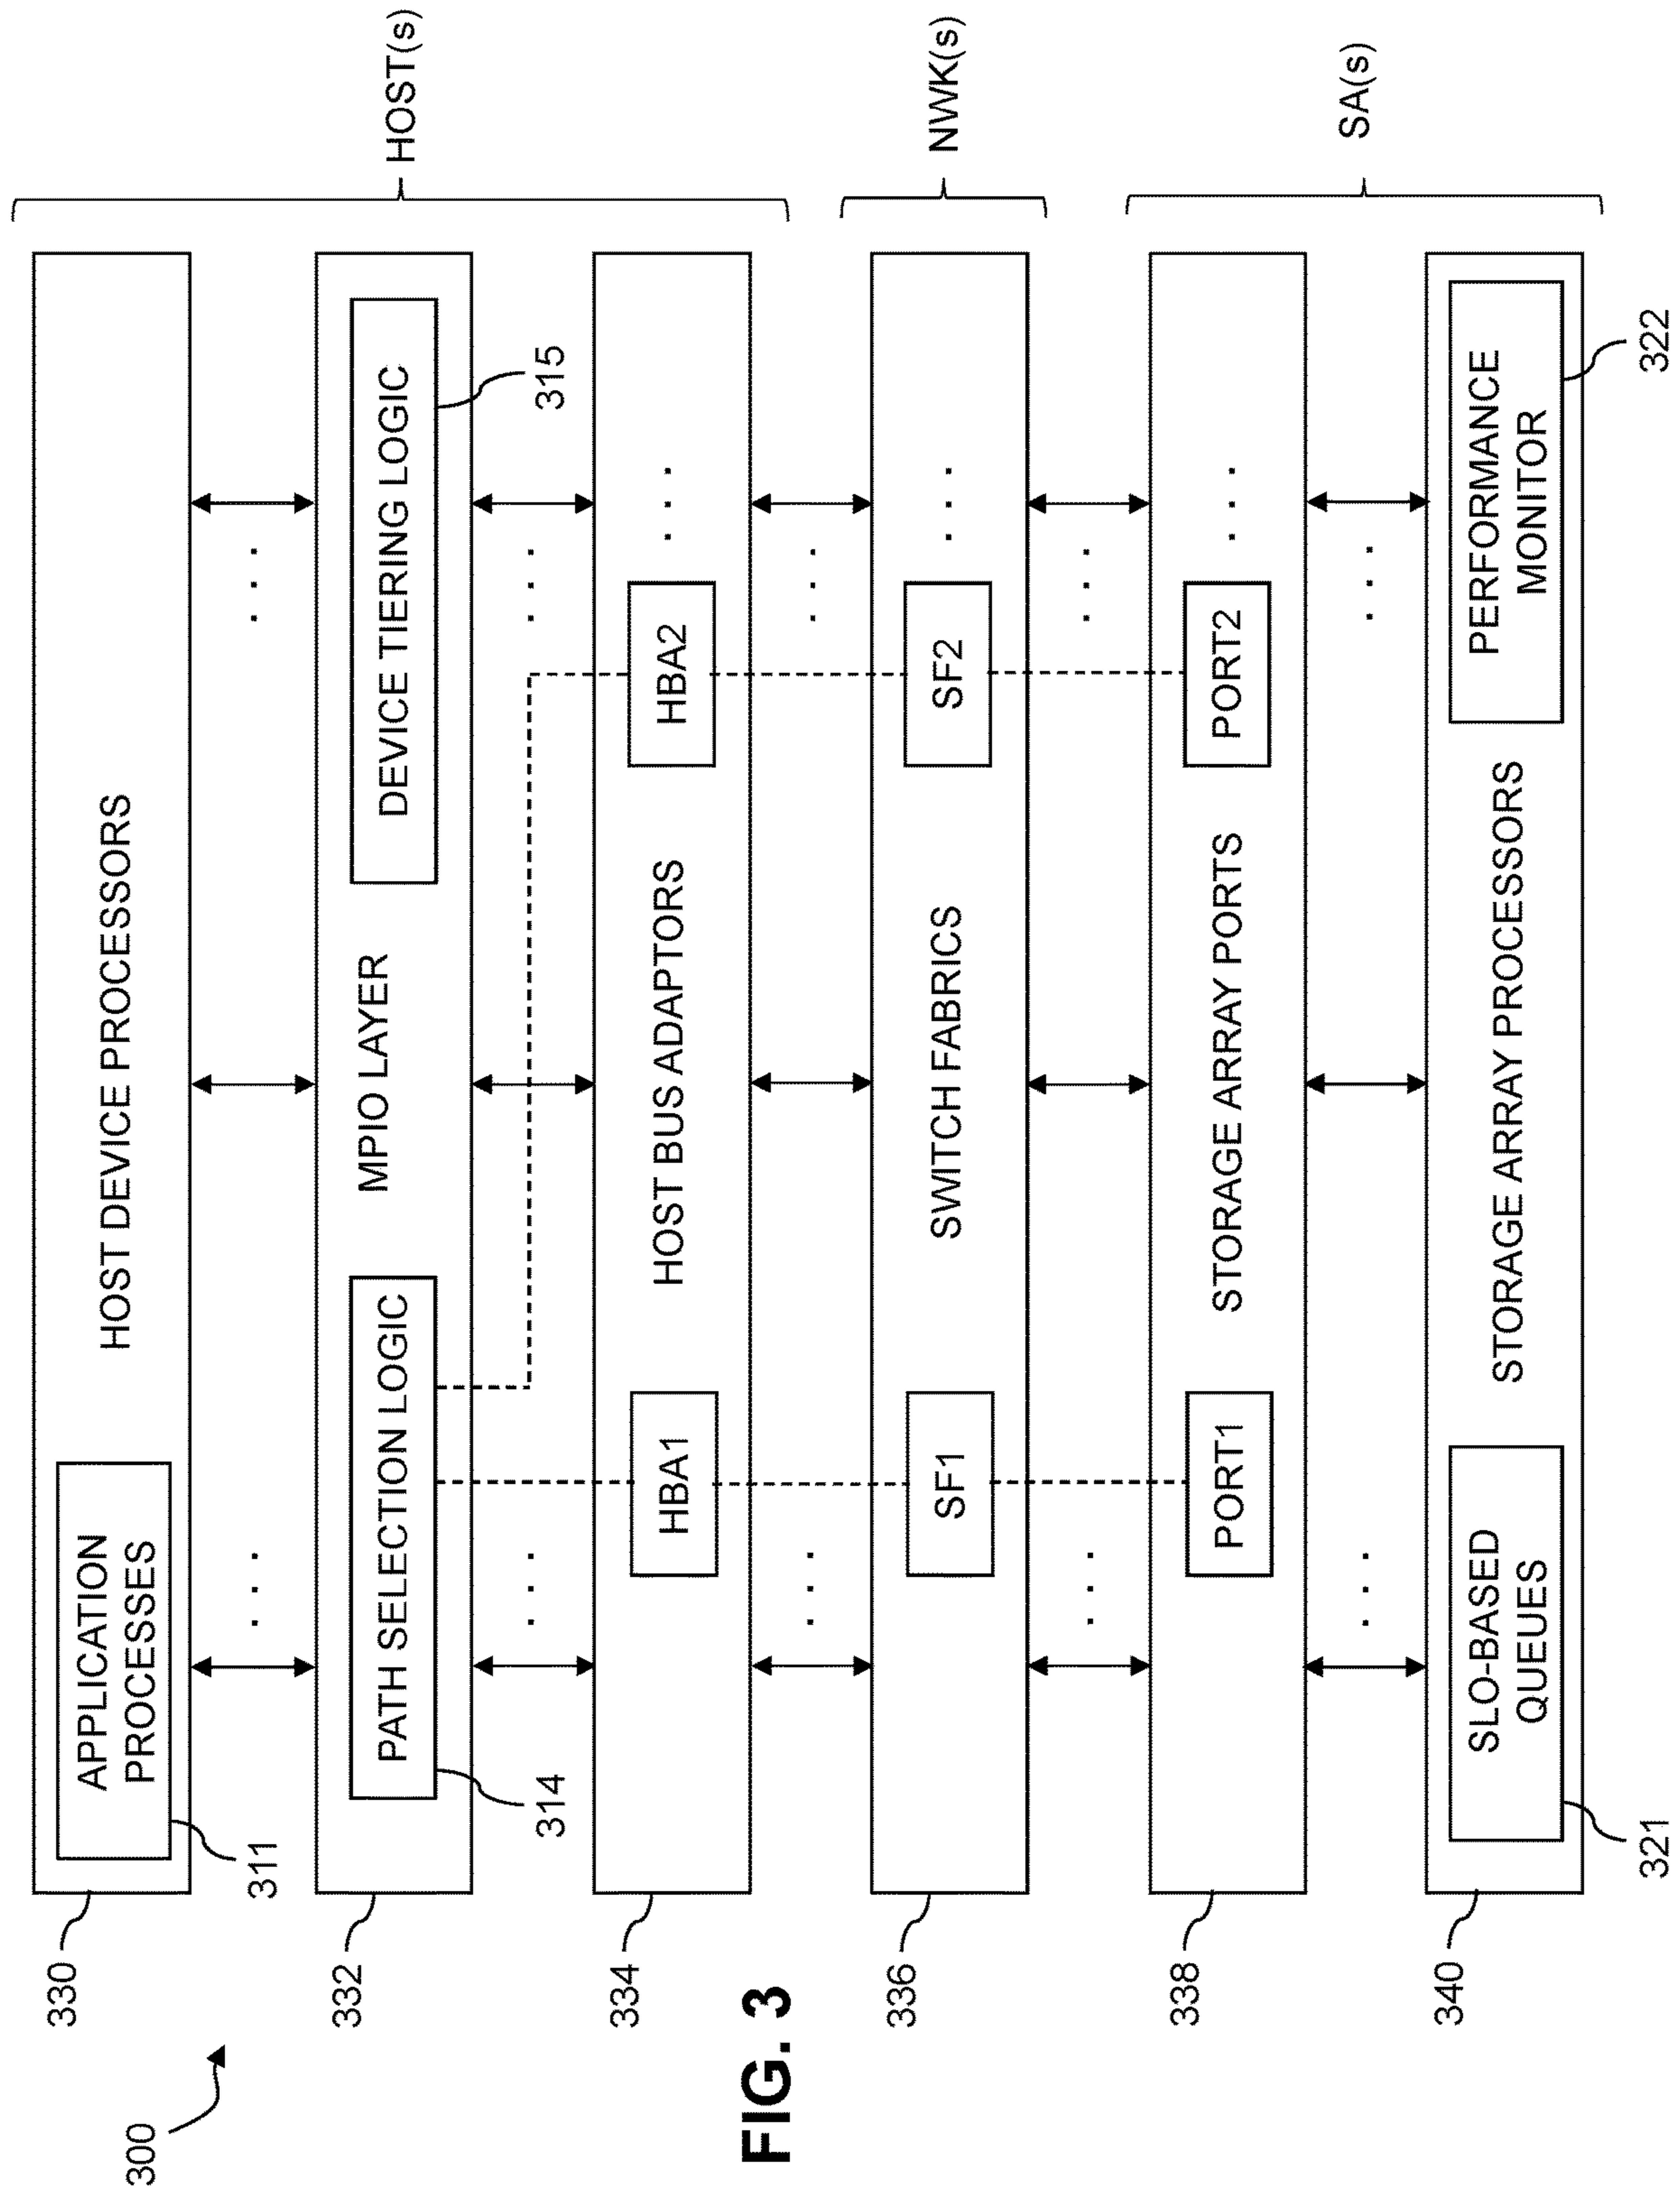 300
330
APPLICATION
PROCESSES
311
HOST DEVICE PROCESSORS
332
PATH SELECTION LOGIC
314
MPIO LAYER
DEVICE TIERING LOGIC
315
334
HBA1
HOST BUS ADAPTORS
HBA2
HOST(s)
336
SF1
SWITCH FABRICS
SF2
NWK(s)
338
PORT1
STORAGE ARRAY PORTS
PORT2
340
SLO-BASED
QUEUES
321
STORAGE ARRAY PROCESSORS
PERFORMANCE
MONITOR
322
SA(s)
FIG. 3